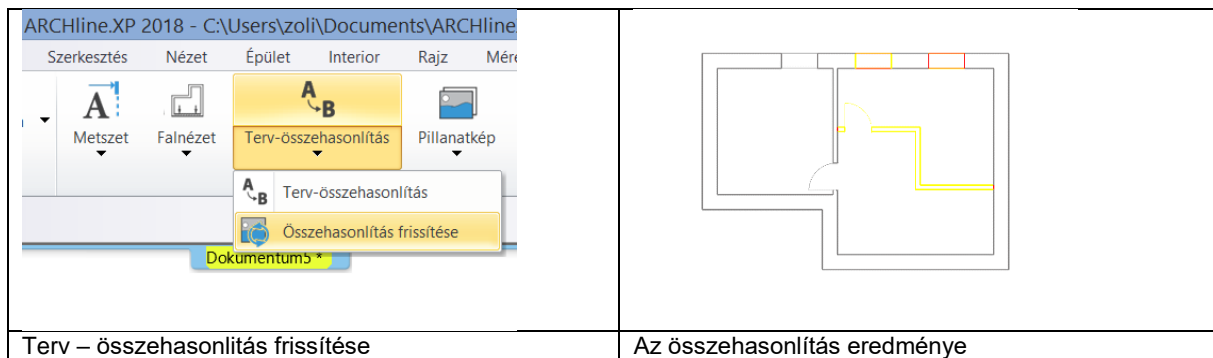 ARCHline.XP 2018 - C:\Users\zoli\Documents\ARCHline
Szerkesztés Nézet Épület Interior Rajz
Metszet Falnézet Terv-összehasonlítás Pillanatkép
Terv-összehasonlítás
Összehasonlítás frissítése
Dokumentum5 *
Terv – összehasonlitás frissítése
Az összehasonlítás eredménye